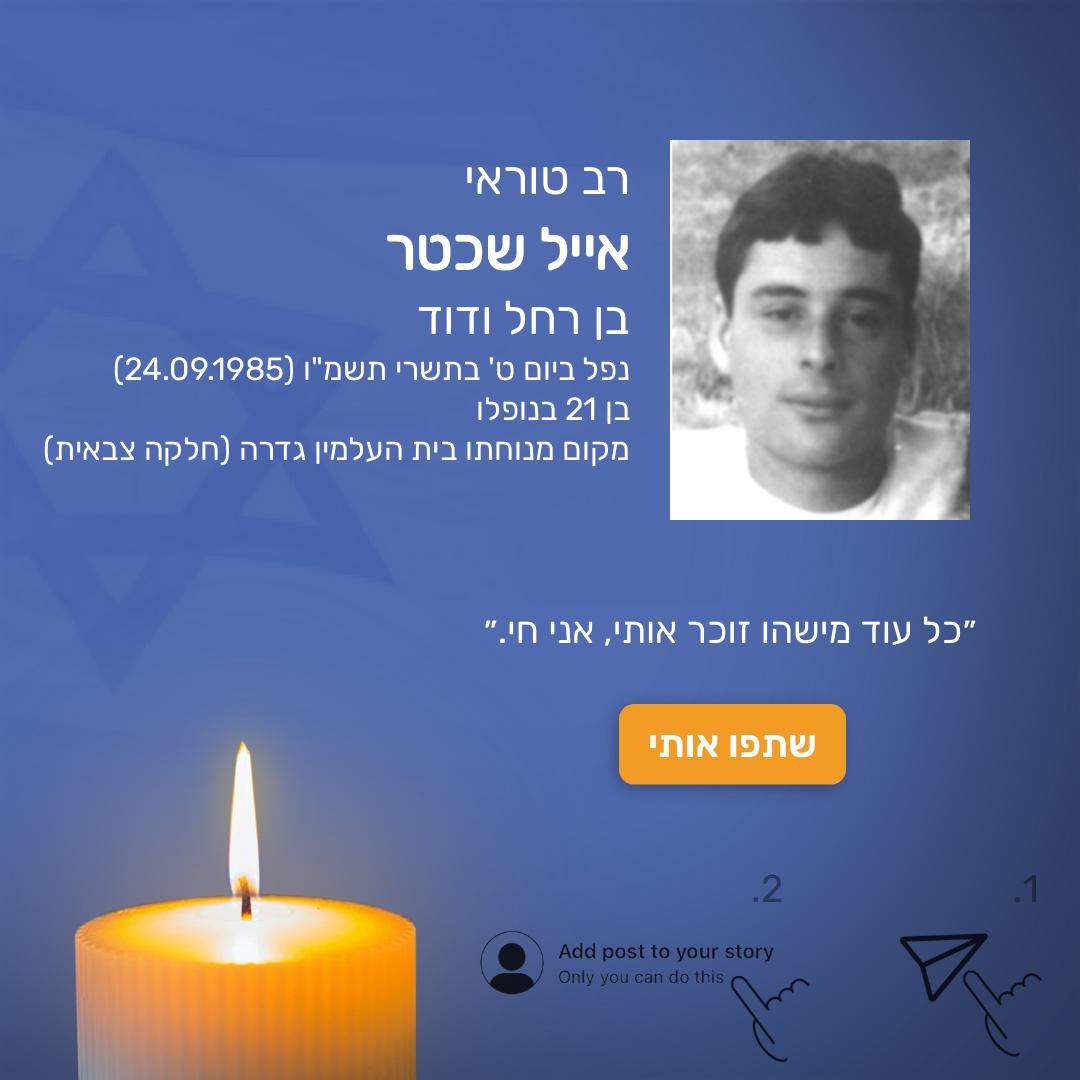 רב טוראי
אייל שכטר
בן רחל ודוד
נפל ביום ט' בתשרי תשמ"ו (24.09.1985)
בן 21 בנופלו
מקום מנוחתו בית העלמין גדרה (חלקה צבאית)
״כל עוד מישהו זוכר אותי, אני חי.״
שתפו אותי
1.
2.
Add post to your story
Only you can do this